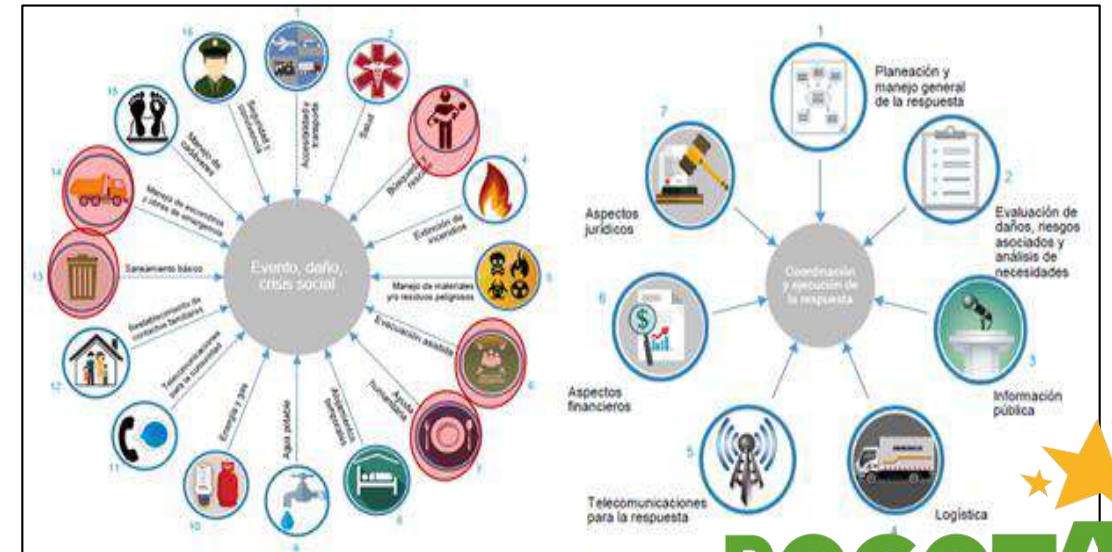 1
Accesibilidad y
transporte
2
Salud
3
Búsqueda y
rescate
4
Extinción de
incendios
5
Manejo de materiales
y/o residuos peligrosos
6
Evacuación asistida
7
Ayuda
humanitaria
8
Alojamientos
temporales
9
Agua potable
10
Energía y gas
11
Telecomunicaciones
para la comunidad
12
Restablecimiento de
contactos familiares
13
Saneamiento básico
14
Manejo de escombros
y obras de emergencia
15
Manejo de
cadáveres
16
Seguridad y
convivencia
Evento, daño,
crisis social
1
Planeación y
manejo general
de la respuesta
2
Evaluación de
daños, riesgos
asociados y
análisis de
necesidades
3
Información
pública
4
Logística
5
Telecomunicaciones
para la respuesta
6
Aspectos
financieros
7
Aspectos
jurídicos
Coordinación
y ejecución de
la respuesta
BOGOTÁ